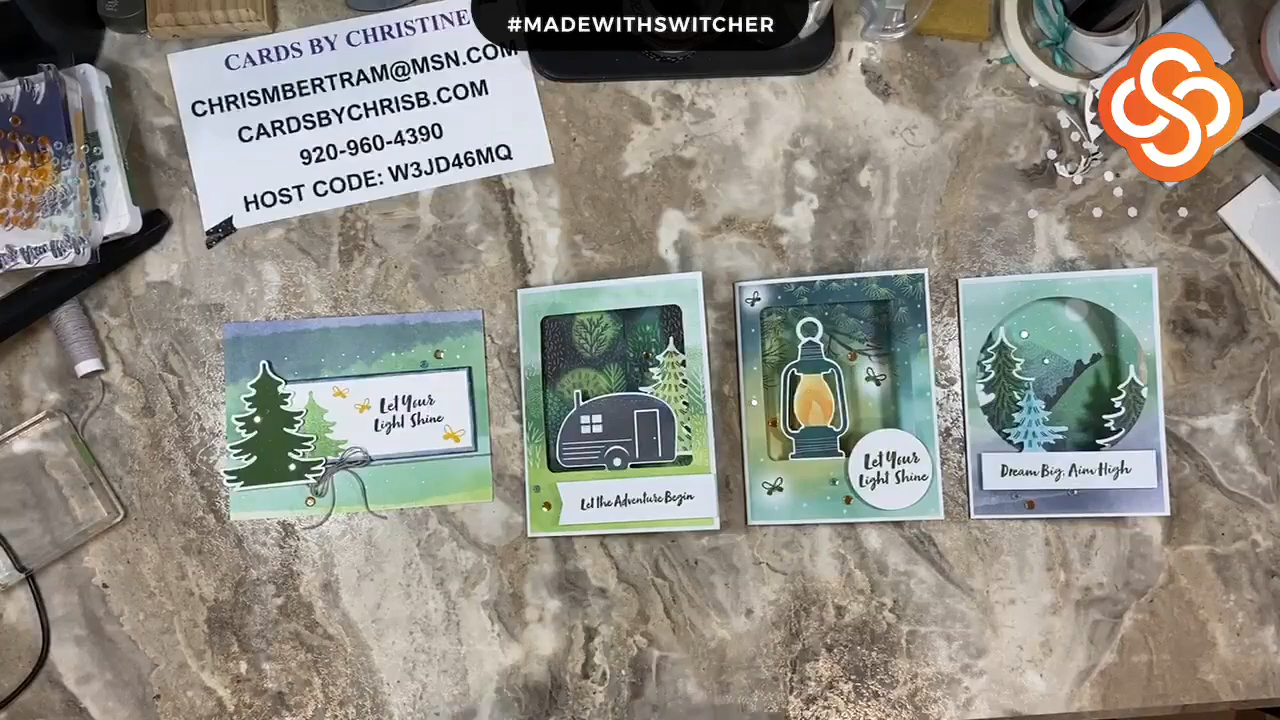 #MADEWITHSWITCHER
CARDS BY CHRISTINE
CHRISMBERTRAM@MSN.COM
CARDSBYCHRISB.COM
920-960-4390
HOST CODE: W3JD46MQ
Let Your
Light Shine
Let the Adventure Begin
Let Your
Light Shine
Dream Big, Aim High